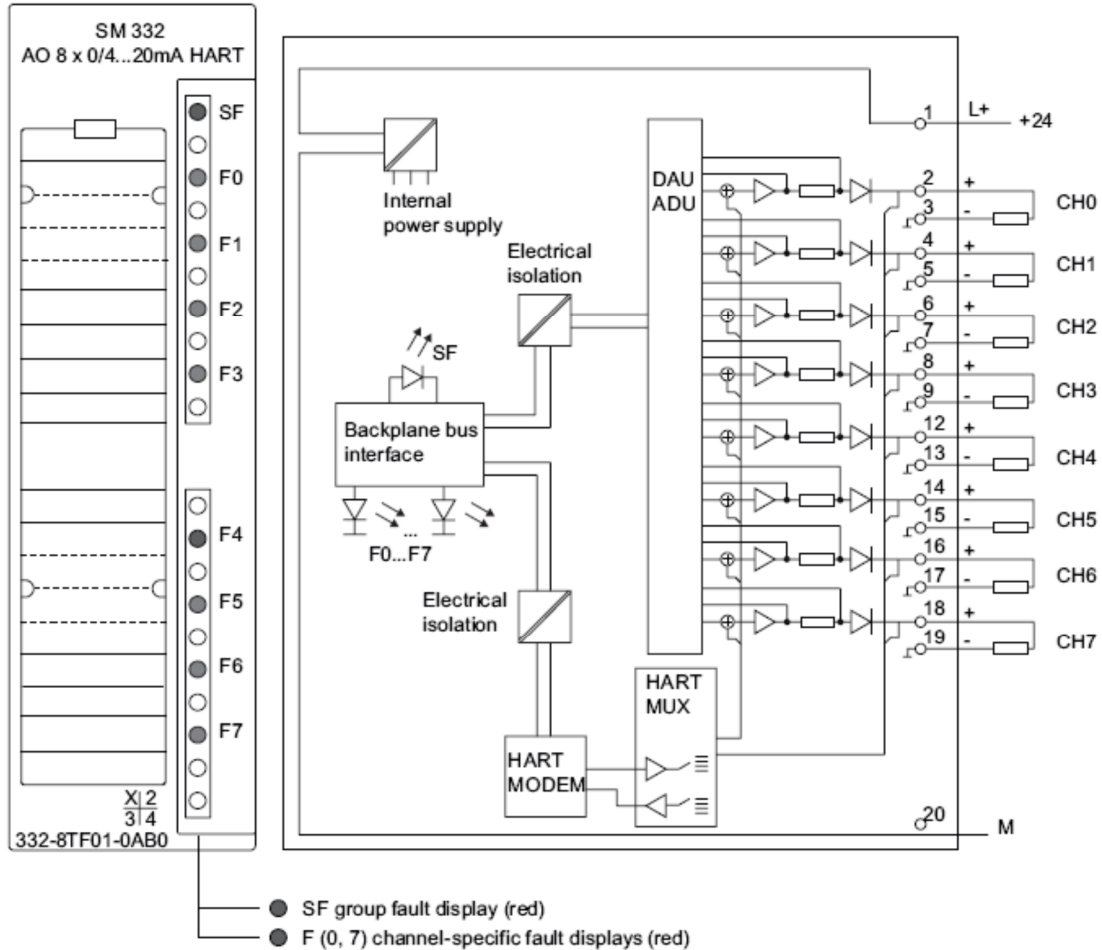 SM 332
AO 8 x 0/4...20mA HART
SF
F0
F1
F2
F3
F4
F5
F6
F7
X 2
3 4
332-8TF01-0AB0
Internal
power supply
Electrical
isolation
SF
Backplane bus
interface
...
F0...F7
Electrical
isolation
HART
MODEM
DAU
ADU
HART
MUX
1 L+
+24
2 +
3 -
CH0
4 +
5 -
CH1
6 +
7 -
CH2
8 +
9 -
CH3
12 +
13 -
CH4
14 +
15 -
CH5
16 +
17 -
CH6
18 +
19 -
CH7
20
M
SF group fault display (red)
F (0, 7) channel-specific fault displays (red)